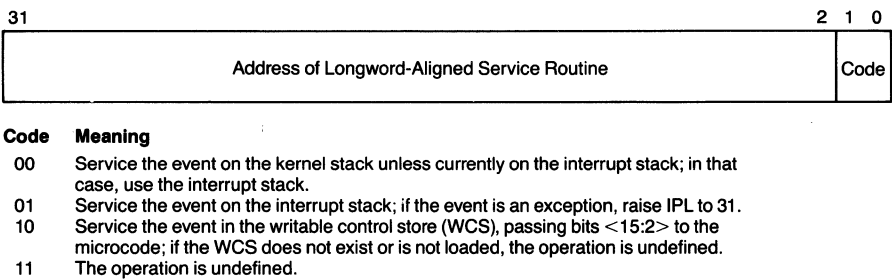 31 2 1 0
Address of Longword-Aligned Service Routine Code
Code Meaning
00 Service the event on the kernel stack unless currently on the interrupt stack; in that
case, use the interrupt stack.
01 Service the event on the interrupt stack; if the event is an exception, raise IPL to 31.
10 Service the event in the writable control store (WCS), passing bits <15:2> to the
microcode; if the WCS does not exist or is not loaded, the operation is undefined.
11 The operation is undefined.